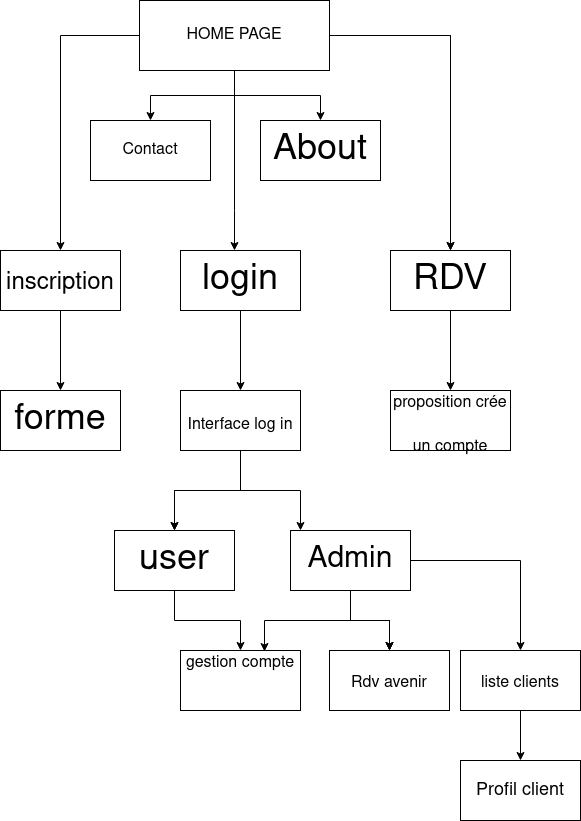 HOME PAGE
Contact
About
inscription
login
RDV
forme
Interface log in
proposition crée
un compte
user
Admin
gestion compte
Rdv avenir
liste clients
Profil client